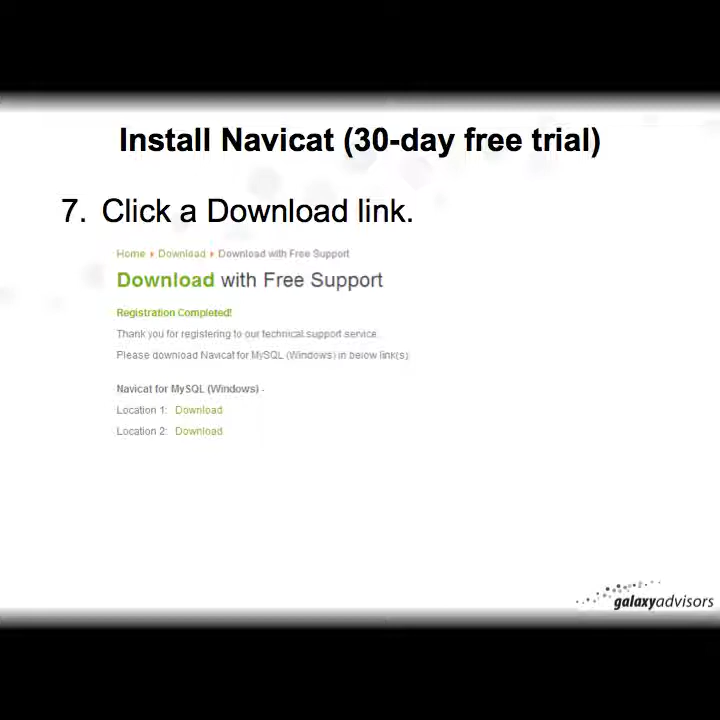 Install Navicat (30-day free trial)
7. Click a Download link.
Home Download Download with Free Support
Download with Free Support
Registration Completed!
Thank you for registering to our technical support service.
Please download Navicat for MySQL (Windows) in below link(s)
Navicat for MySQL (Windows) -
Location 1: Download
Location 2: Download
galaxyadvisors